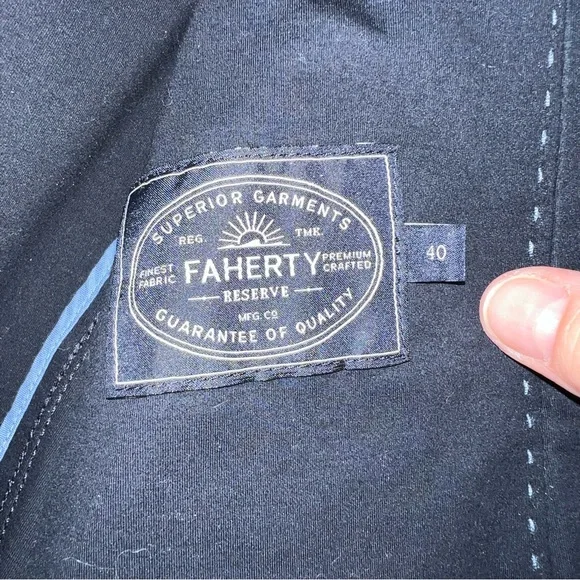 SUPERIOR GARMENTS
REG. TMK.
FINEST FABRIC
FAHERTY
PREMIUM CRAFTED
RESERVE
MFG. CO
GUARANTEE OF QUALITY
40